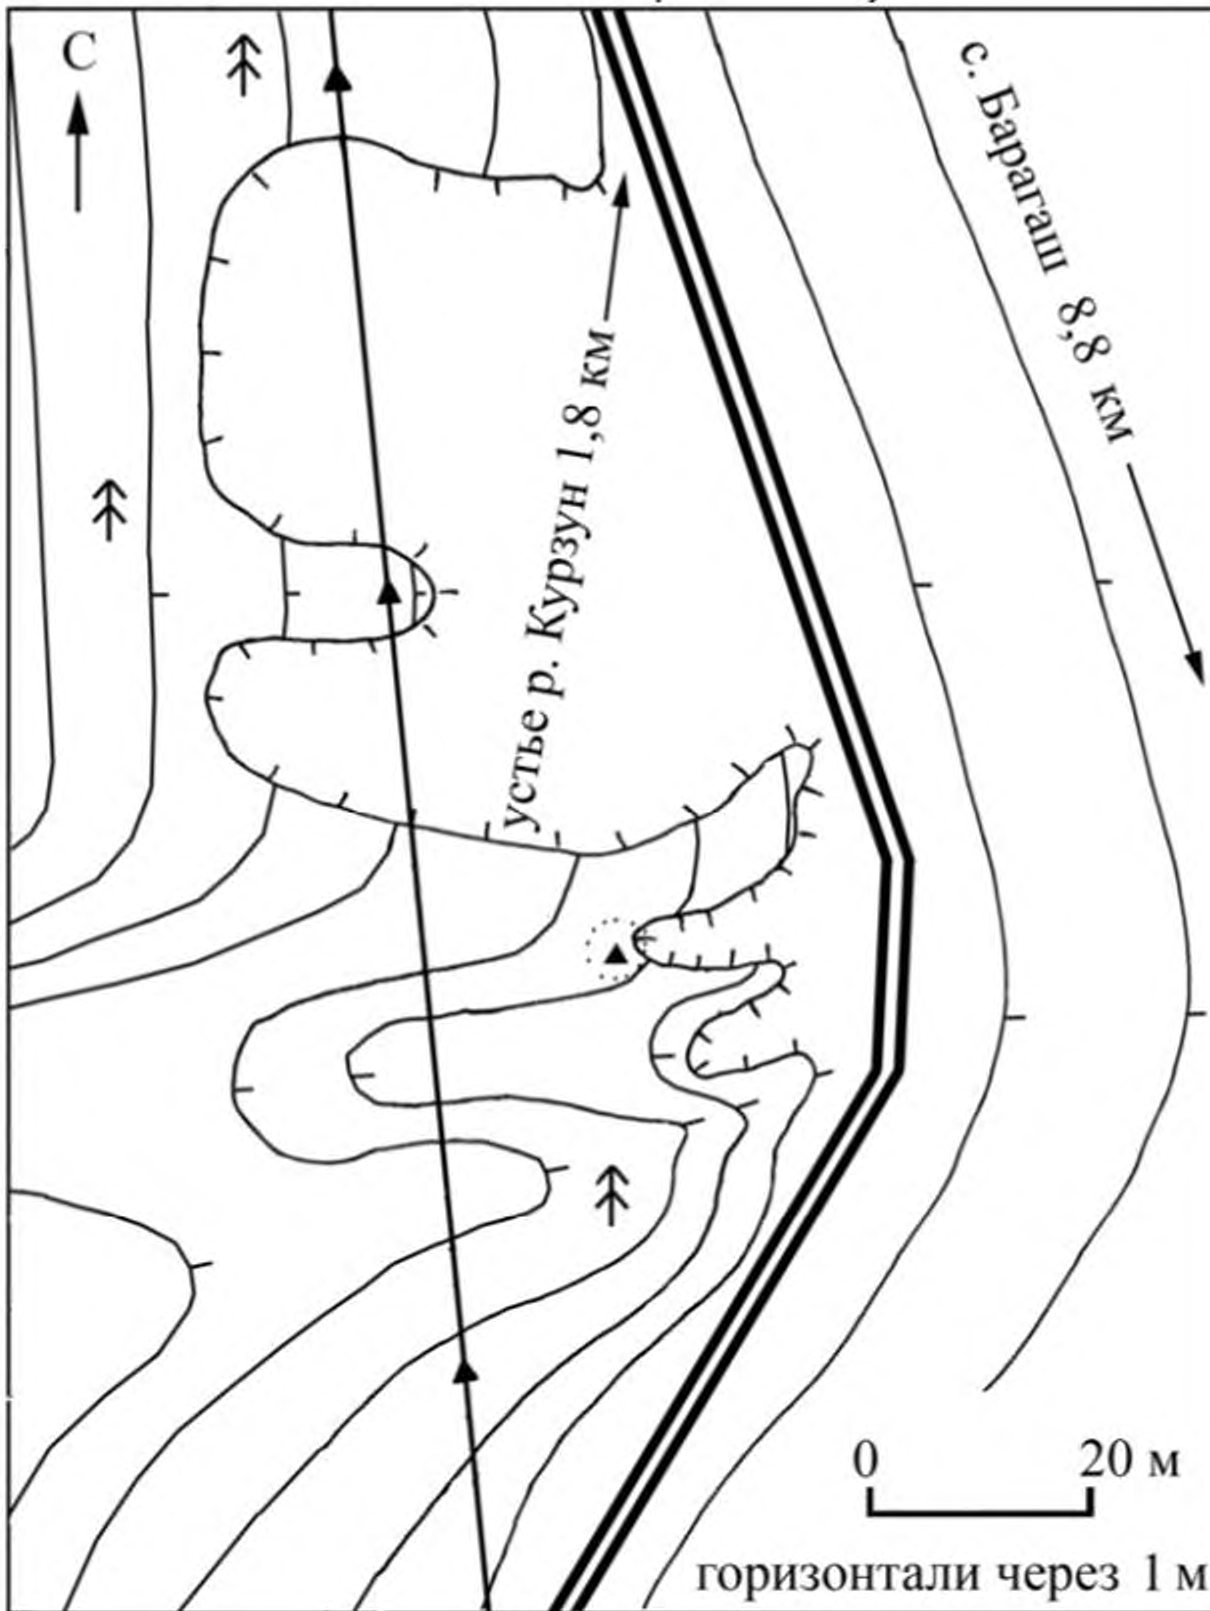 С
с. Барагаш 8,8 км
устье р. Курзун 1,8 км
0 20 м
горизонтали через 1 м